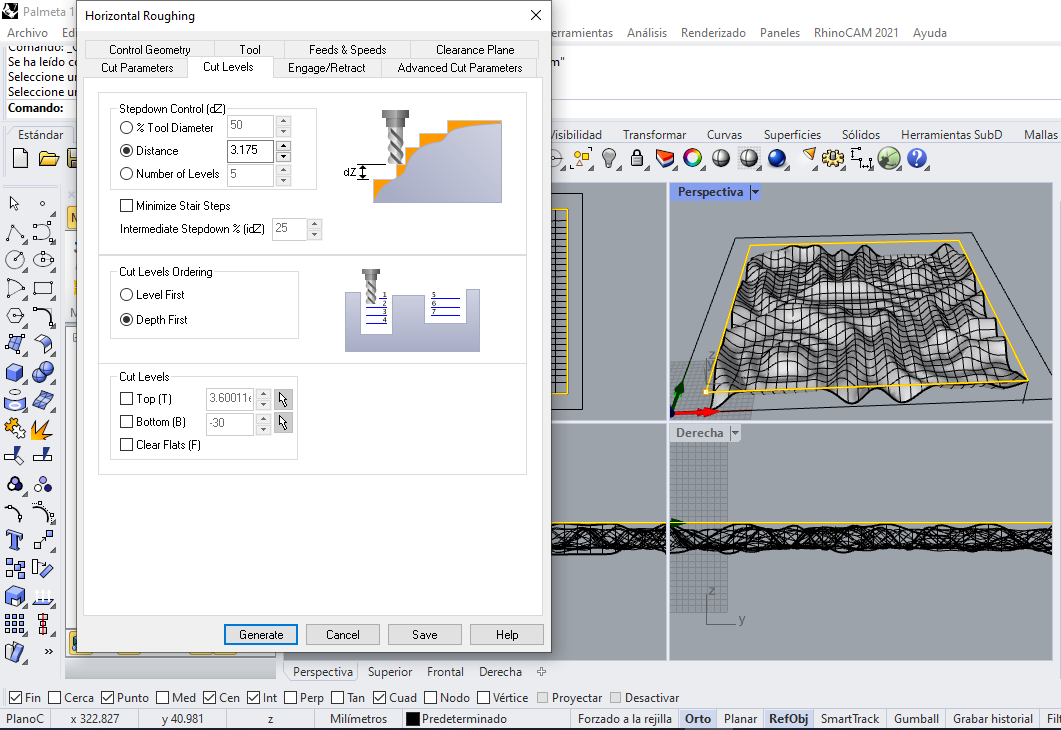 Palmeta 1
Horizontal Roughing
Archivo
Ed
erramientas
Análisis
Renderizado
Paneles
RhinoCAM 2021
Ayuda
Comando: _
Se ha leído co
m"
Seleccione u
Seleccione u
Comando:
Control Geometry
Tool
Feeds & Speeds
Clearance Plane
Cut Parameters
Cut Levels
Engage/Retract
Advanced Cut Parameters
Estándar
Visibilidad
Transformar
Curvas
Superficies
Sólidos
Herramientas SubD
Mallas
Stepdown Control (dZ)
% Tool Diameter
50
Distance
3.175
Number of Levels
5
dZ
Minimize Stair Steps
Intermediate Stepdown % (idZ)
25
Cut Levels Ordering
Level First
Depth First
1
2
3
4
5
6
7
Cut Levels
Top (T)
3.60011e
Bottom (B)
-30
Clear Flats (F)
Generate
Cancel
Save
Help
Perspectiva
z
Derecha
z
y
Perspectiva
Superior
Frontal
Derecha
Fin
Cerca
Punto
Med
Cen
Int
Perp
Tan
Cuad
Nodo
Vértice
Proyectar
Desactivar
PlanoC
x 322.827
y 40.981
z
Milímetros
Predeterminado
Forzado a la rejilla
Orto
Planar
RefObj
SmartTrack
Gumball
Grabar historial
Filt